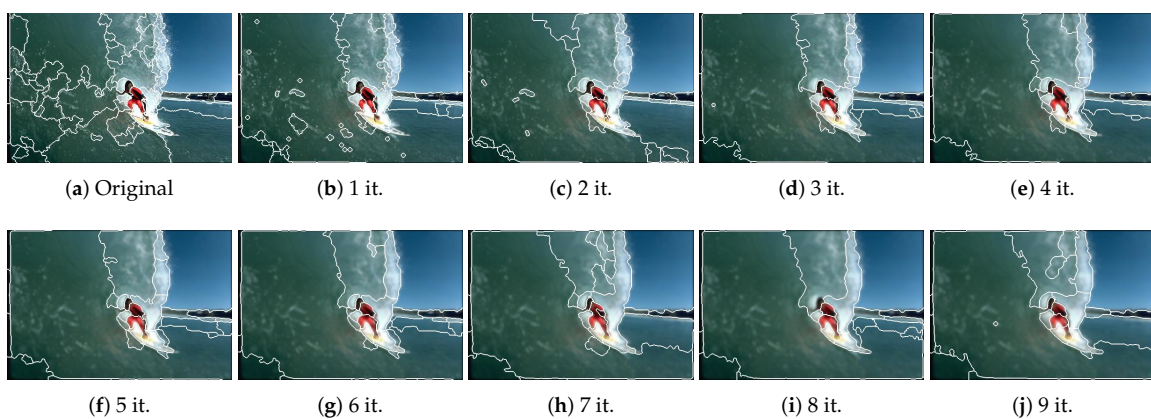 (a) Original
(b) 1 it.
(c) 2 it.
(d) 3 it.
(e) 4 it.
(f) 5 it.
(g) 6 it.
(h) 7 it.
(i) 8 it.
(j) 9 it.